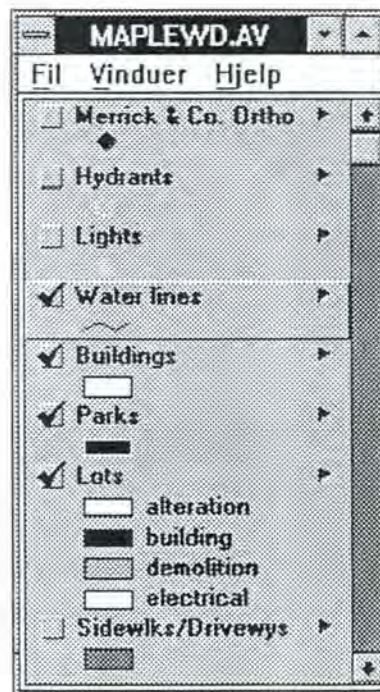 MAPLEWD.AV
Fil Vinduer Hjelp
Merrick & Co. Ortho
Hydrants
Lights
Water lines
Buildings
Parks
Lots
alteration
building
demolition
electrical
Sidewlks/Drivewys